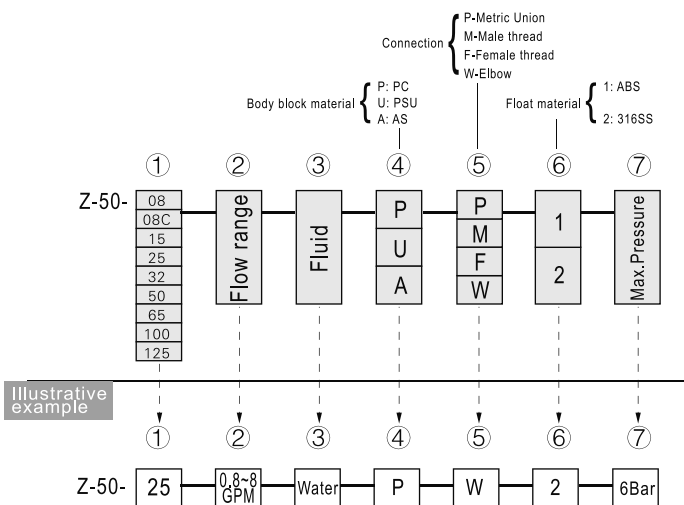 P-Metric Union
Connection M-Male thread
F-Female thread
W-Elbow
P: PC
Body block material U: PSU
A: AS
1: ABS
Float material
2: 316SS
① ② ③ ④ ⑤ ⑥ ⑦
Z-50-
08
08C
15
25
32
50
65
100
125
Flow range
Fluid
P
U
A
P
M
F
W
1
2
Max.Pressure
Illustrative
example
① ② ③ ④ ⑤ ⑥ ⑦
Z-50- 25 0.8~8 GPM Water P W 2 6Bar